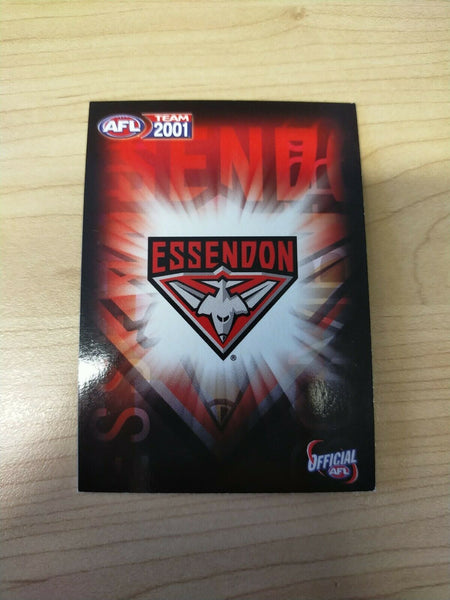 AFL TEAM
2001
ESSENDON
®
OFFICIAL
AFL